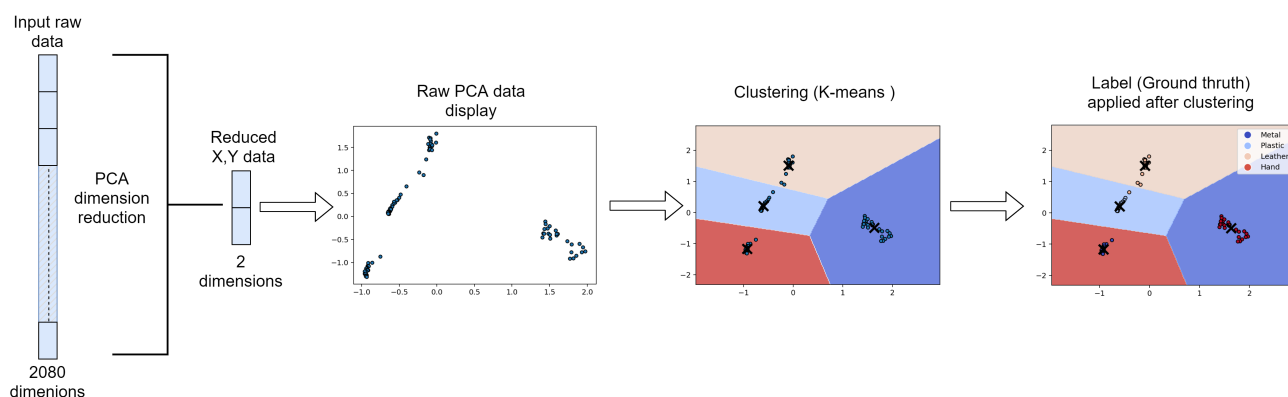 Input raw
data
2080
dimenions
PCA
dimension
reduction
Reduced
X,Y data
2
dimensions
Raw PCA data
display
1.5
1.0
0.5
0.0
−0.5
−1.0
−1.0
−0.5
0.0
0.5
1.0
1.5
2.0
Clustering (K-means )
2
1
0
−1
−2
−1
0
1
2
Label (Ground thruth)
applied after clustering
Metal
Plastic
Leather
Hand
2
1
0
−1
−2
−1
0
1
2